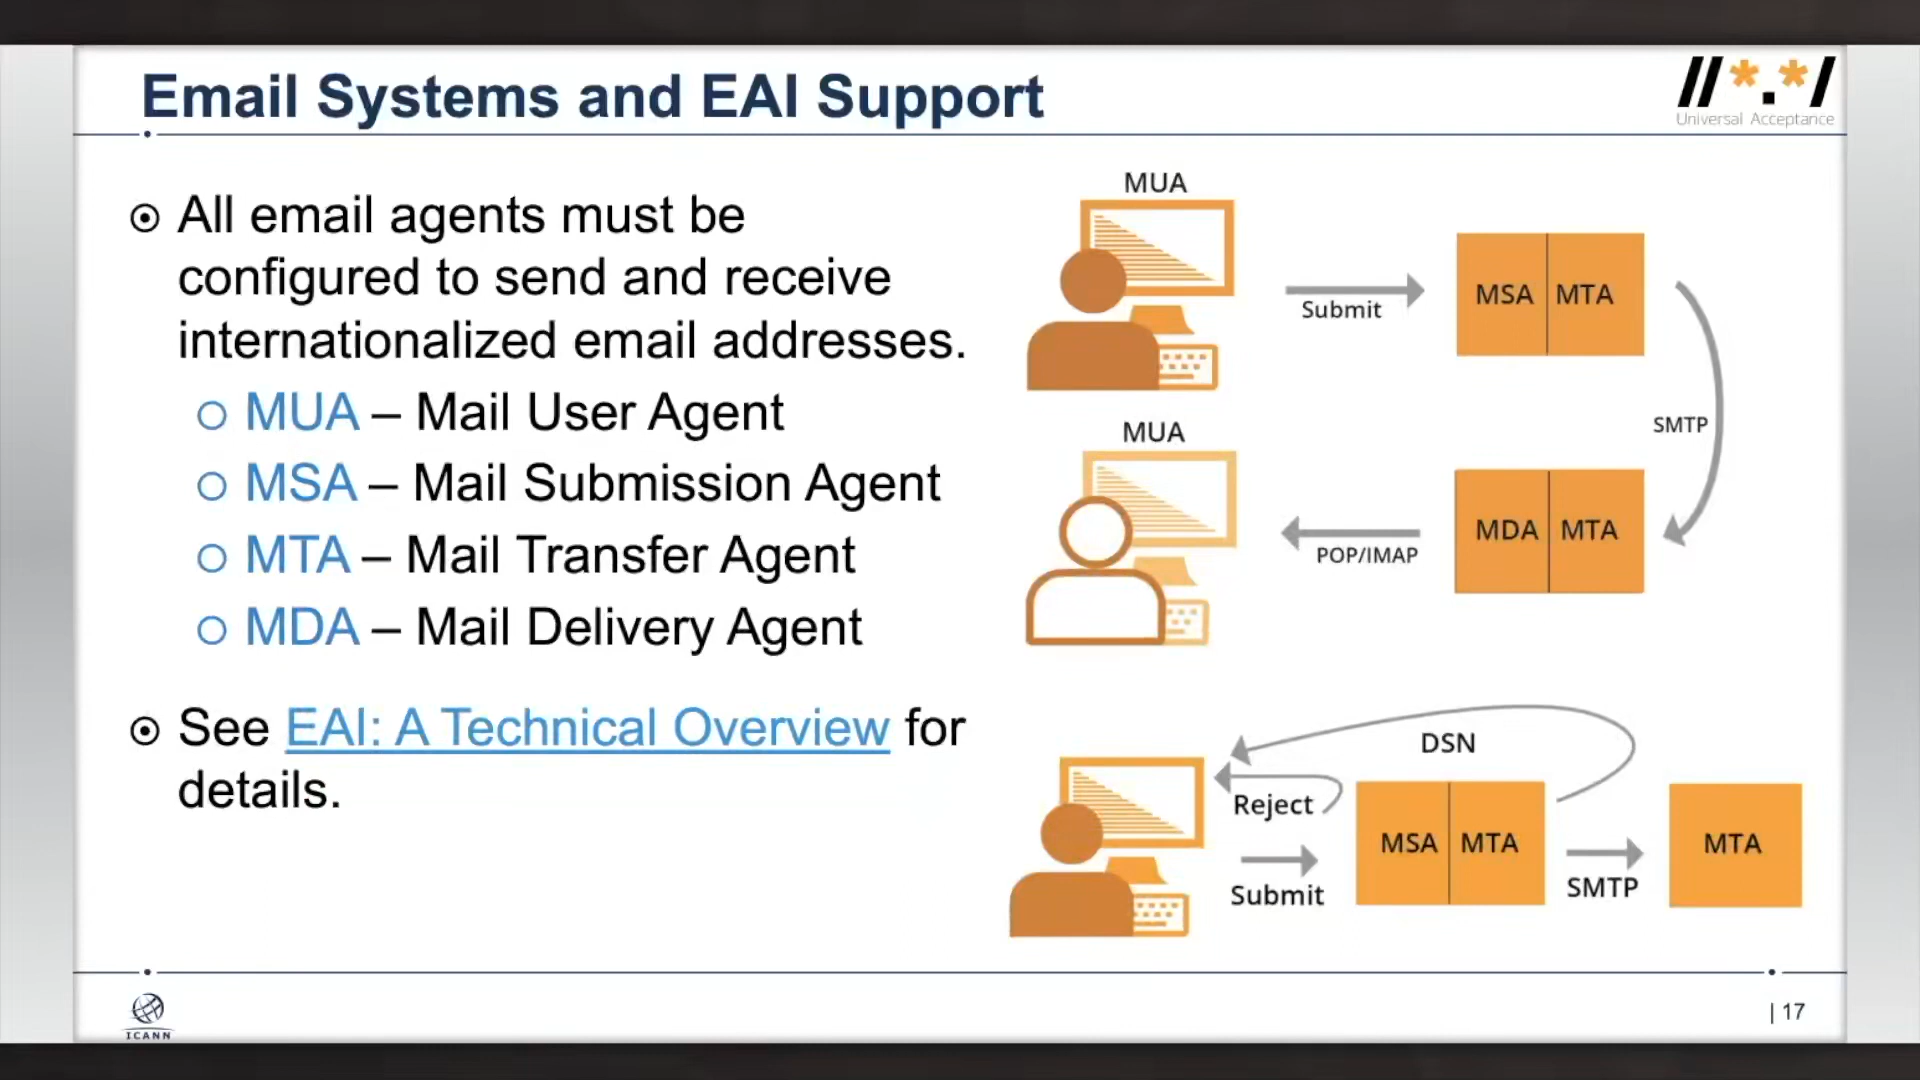 Email Systems and EAI Support
//*.*/
Universal Acceptance
All email agents must be
configured to send and receive
internationalized email addresses.
MUA – Mail User Agent
MSA – Mail Submission Agent
MTA – Mail Transfer Agent
MDA – Mail Delivery Agent
See EAI: A Technical Overview for
details.
MUA
Submit
MSA MTA
SMTP
MUA
POP/IMAP
MDA MTA
DSN
Reject
Submit
MSA MTA
SMTP
MTA
ICANN
| 17